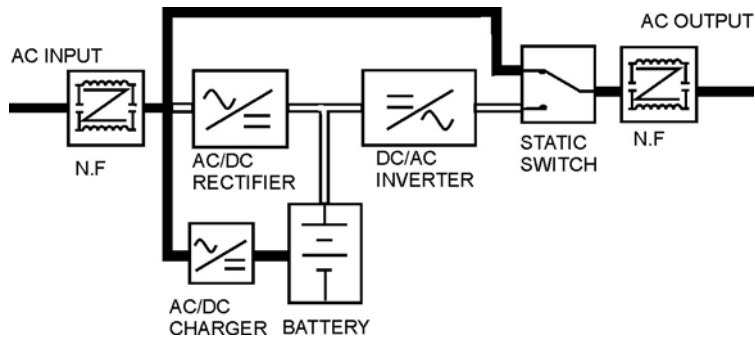 AC OUTPUT
AC INPUT
N.F
AC/DC
RECTIFIER
DC/AC
INVERTER
STATIC
SWITCH
N.F
AC/DC
CHARGER
BATTERY